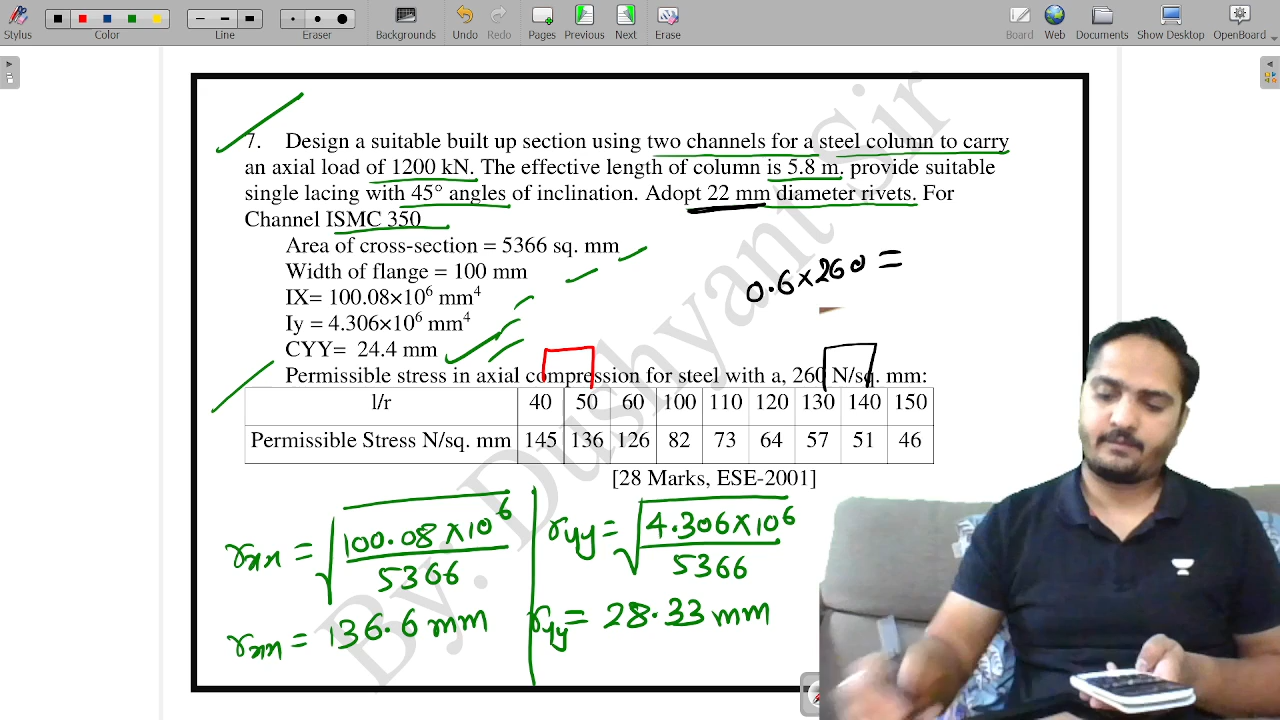 Stylus Color Line Eraser Backgrounds Undo Redo Pages Previous Next Erase Board Web Documents Show Desktop OpenBoard
7. Design a suitable built up section using two channels for a steel column to carry
an axial load of 1200 kN. The effective length of column is 5.8 m. provide suitable
single lacing with 45° angles of inclination. Adopt 22 mm diameter rivets. For
Channel ISMC 350
Area of cross-section = 5366 sq. mm
Width of flange = 100 mm
IX= 100.08×10⁶ mm⁴
Iy = 4.306×10⁶ mm⁴
CYY= 24.4 mm
0.6×260 =
Permissible stress in axial compression for steel with a, 260 N/sq. mm:
l/r 40 50 60 100 110 120 130 140 150
Permissible Stress N/sq. mm 145 136 126 82 73 64 57 51 46
[28 Marks, ESE-2001]
rxx = √100.08×10⁶/5366
rxx = 136.6 mm
ryy = √4.306×10⁶/5366
ryy = 28.33 mm
By: Dushyant Sir